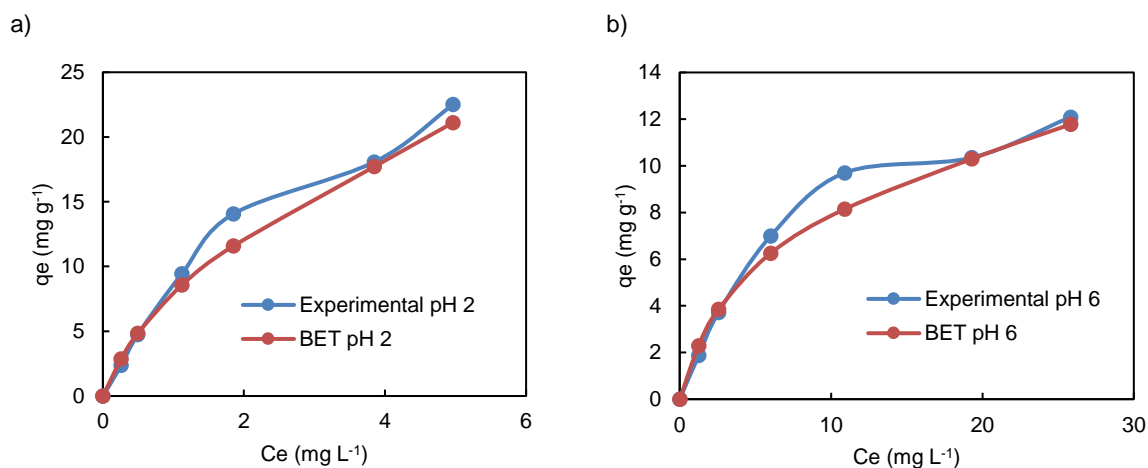 a)
qe (mg g⁻¹)
25
20
15
10
5
0
0 2 4 6
Ce (mg L⁻¹)
Experimental pH 2
BET pH 2
b)
qe (mg g⁻¹)
14
12
10
8
6
4
2
0
0 10 20 30
Ce (mg L⁻¹)
Experimental pH 6
BET pH 6